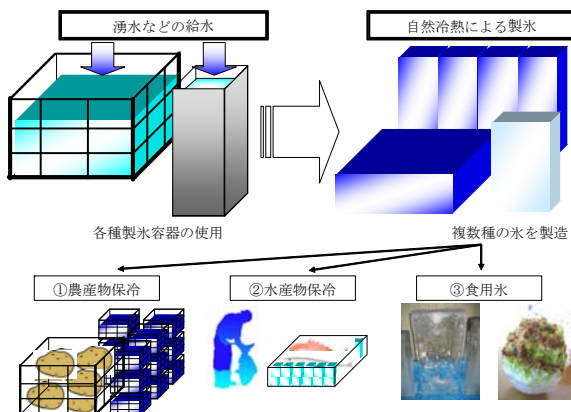 湧水などの給水
自然冷熱による製氷
各種製氷容器の使用
複数種の氷を製造
①農産物保冷
②水産物保冷
③食用氷